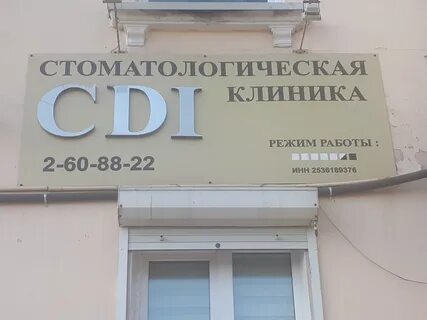 СТОМАТОЛОГИЧЕСКАЯ
CDI КЛИНИКА
РЕЖИМ РАБОТЫ :
2-60-88-22
ИНН 2536189376